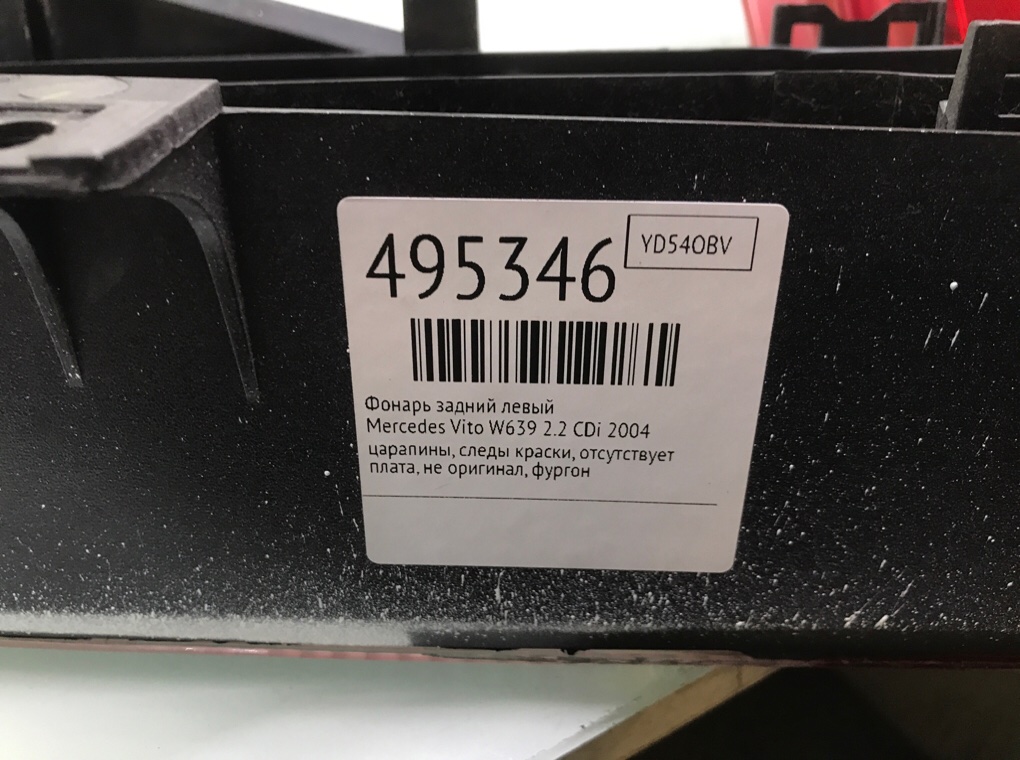 495346
YD54OBV
Фонарь задний левый
Mercedes Vito W639 2.2 CDi 2004
царапины, следы краски, отсутствует
плата, не оригинал, фургон